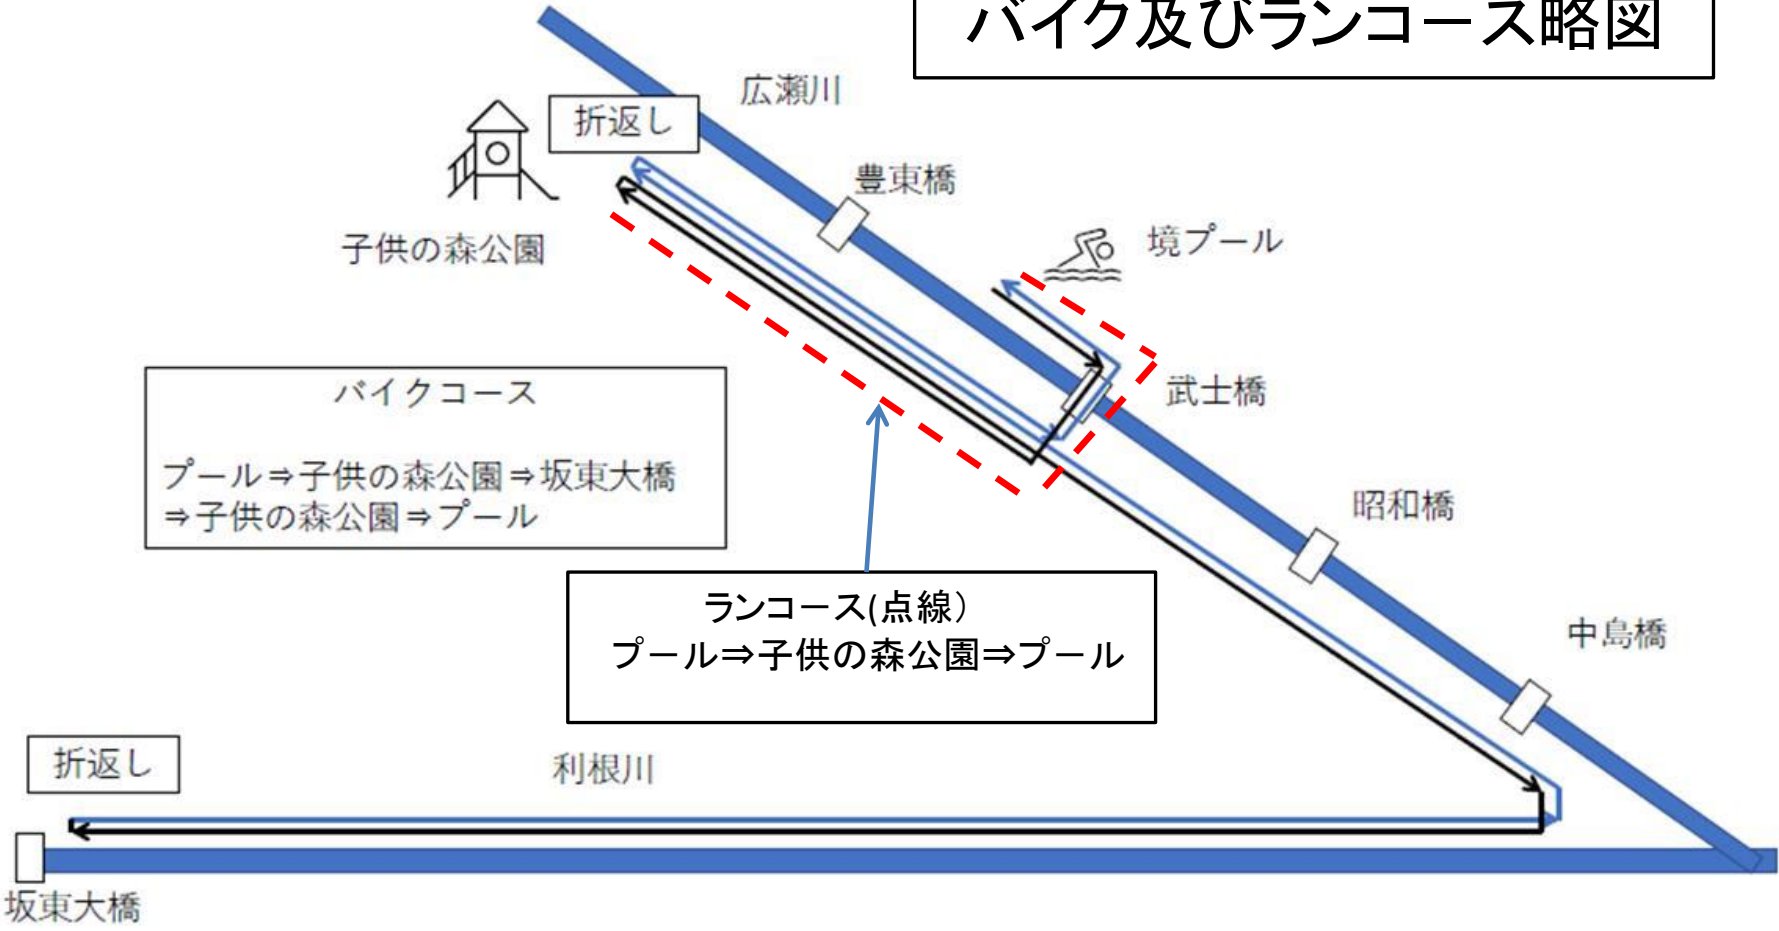 バイク及びランコース略図
広瀬川
折返し
豊東橋
境プール
子供の森公園
武士橋
バイクコース
プール⇒子供の森公園⇒坂東大橋
⇒子供の森公園⇒プール
昭和橋
ランコース(点線）
プール⇒子供の森公園⇒プール
中島橋
折返し
利根川
坂東大橋